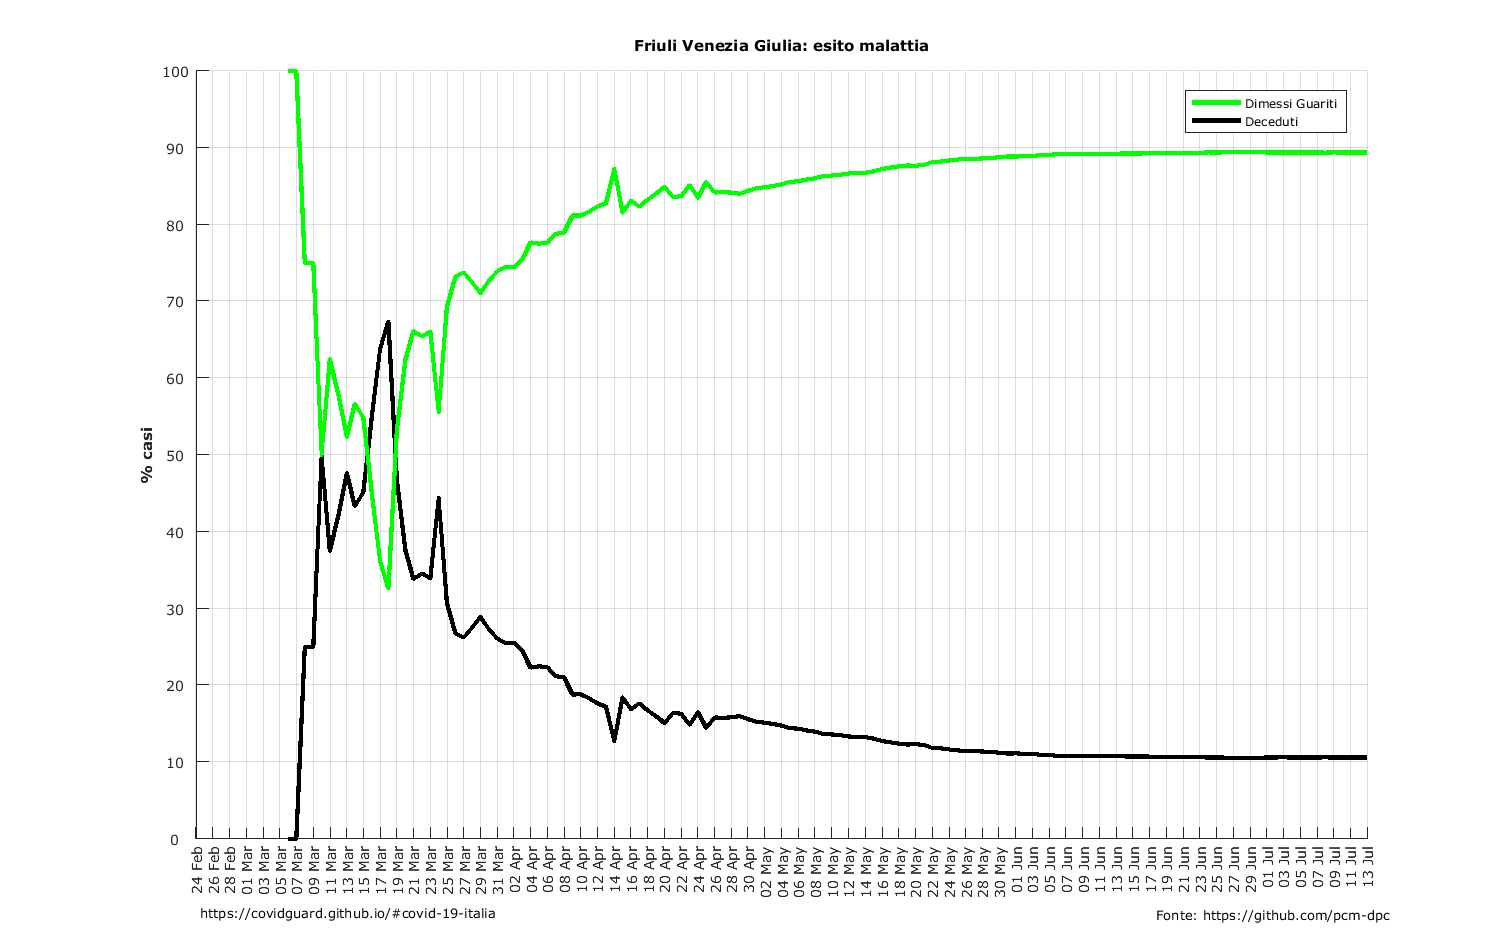 Friuli Venezia Giulia: esito malattia
100
90
80
70
60
50
40
30
20
10
0
% casi
Dimessi Guariti
Deceduti
24 Feb
26 Feb
28 Feb
01 Mar
03 Mar
05 Mar
07 Mar
09 Mar
11 Mar
13 Mar
15 Mar
17 Mar
19 Mar
21 Mar
23 Mar
25 Mar
27 Mar
29 Mar
31 Mar
02 Apr
04 Apr
06 Apr
08 Apr
10 Apr
12 Apr
14 Apr
16 Apr
18 Apr
20 Apr
22 Apr
24 Apr
26 Apr
28 Apr
30 Apr
02 May
04 May
06 May
08 May
10 May
12 May
14 May
16 May
18 May
20 May
22 May
24 May
26 May
28 May
30 May
01 Jun
03 Jun
05 Jun
07 Jun
09 Jun
11 Jun
13 Jun
15 Jun
17 Jun
19 Jun
21 Jun
23 Jun
25 Jun
27 Jun
29 Jun
01 Jul
03 Jul
05 Jul
07 Jul
09 Jul
11 Jul
13 Jul
https://covidguard.github.io/#covid-19-italia
Fonte: https://github.com/pcm-dpc